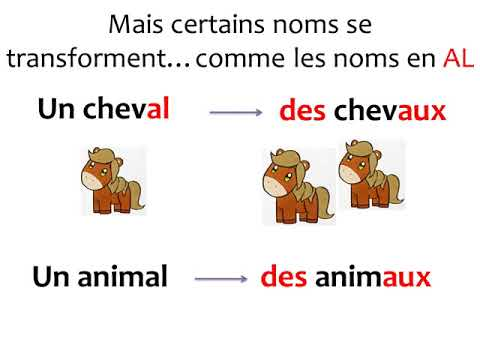 Mais certains noms se
transforment…comme les noms en AL
Un cheval des chevaux
Un animal des animaux